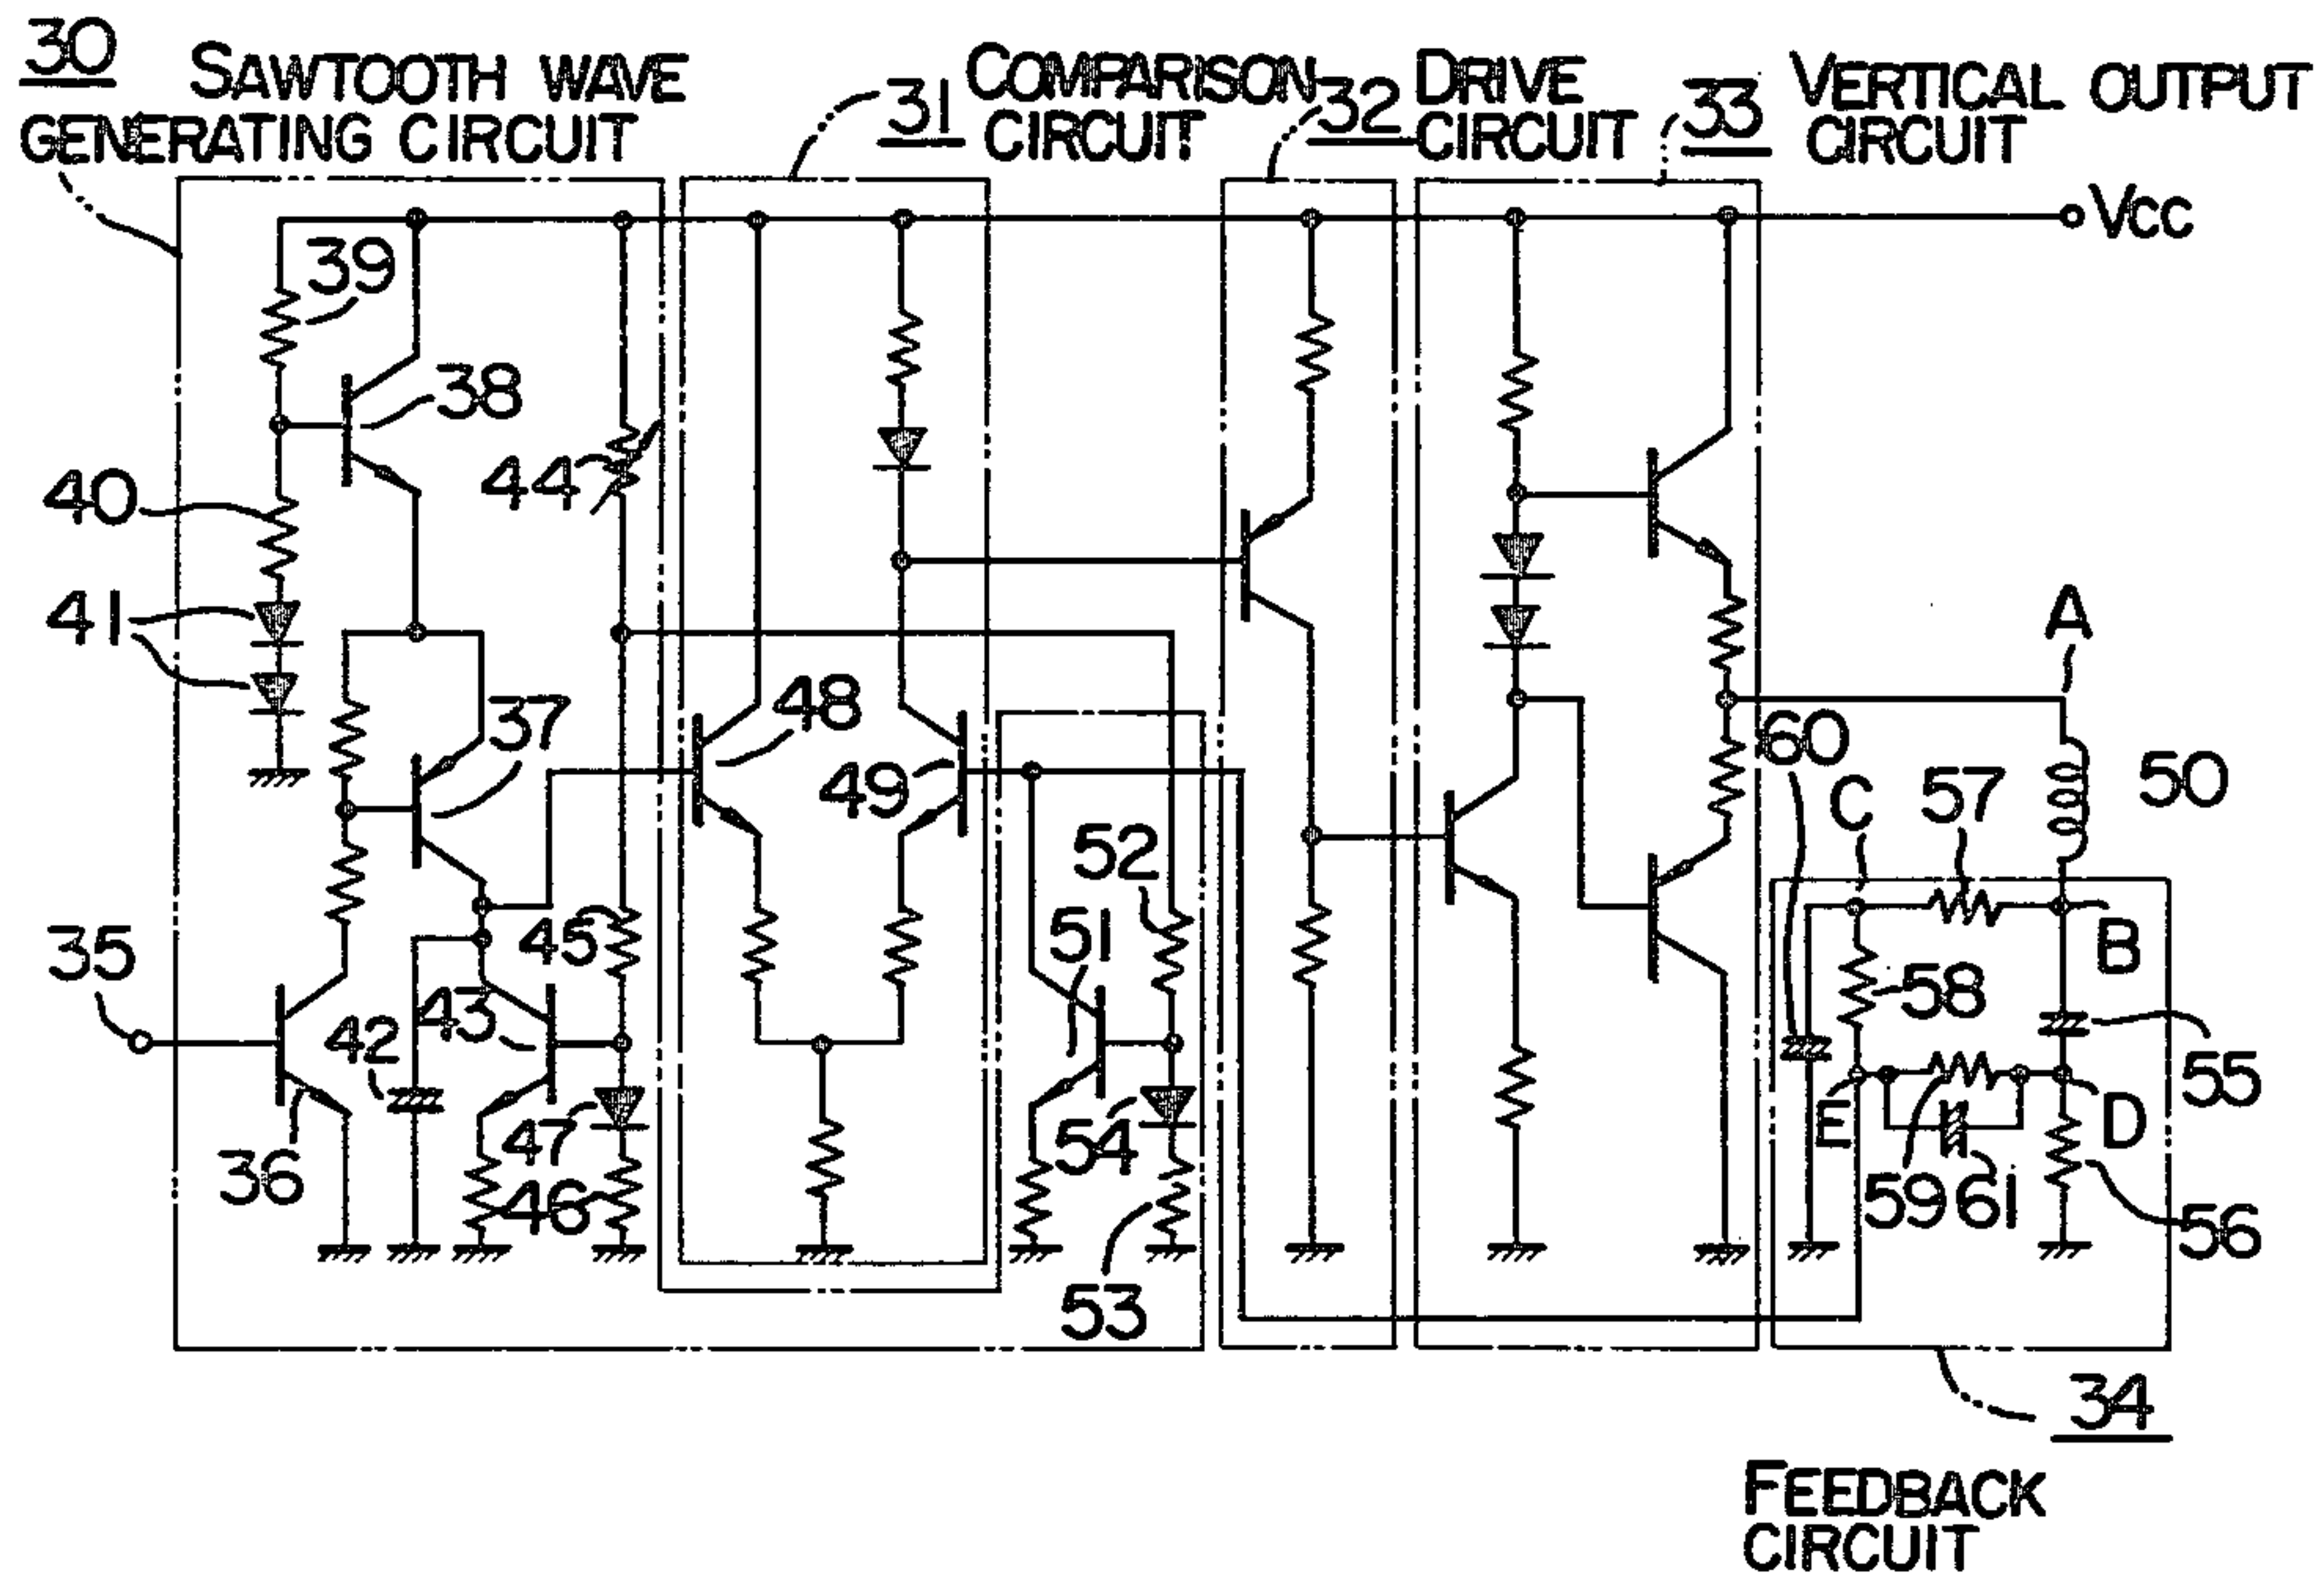 30 SAWTOOTH WAVE
GENERATING CIRCUIT
31 COMPARISON
CIRCUIT
32 DRIVE
CIRCUIT
33 VERTICAL OUTPUT
CIRCUIT
VCC
39
38
40
44
41
A
37
48
49
60
C
57
50
52
51
45
35
B
58
42
43
55
E
D
47
54
36
46
59
61
56
53
34
FEEDBACK
CIRCUIT